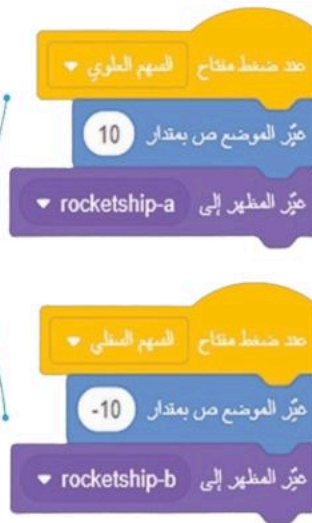 عند ضغط مفتاح السهم العلوي
غيّر الموضع ص بمقدار 10
غيّر المظهر إلى rocketship-a
عند ضغط مفتاح السهم السفلي
غيّر الموضع ص بمقدار 10-
غيّر المظهر إلى rocketship-b